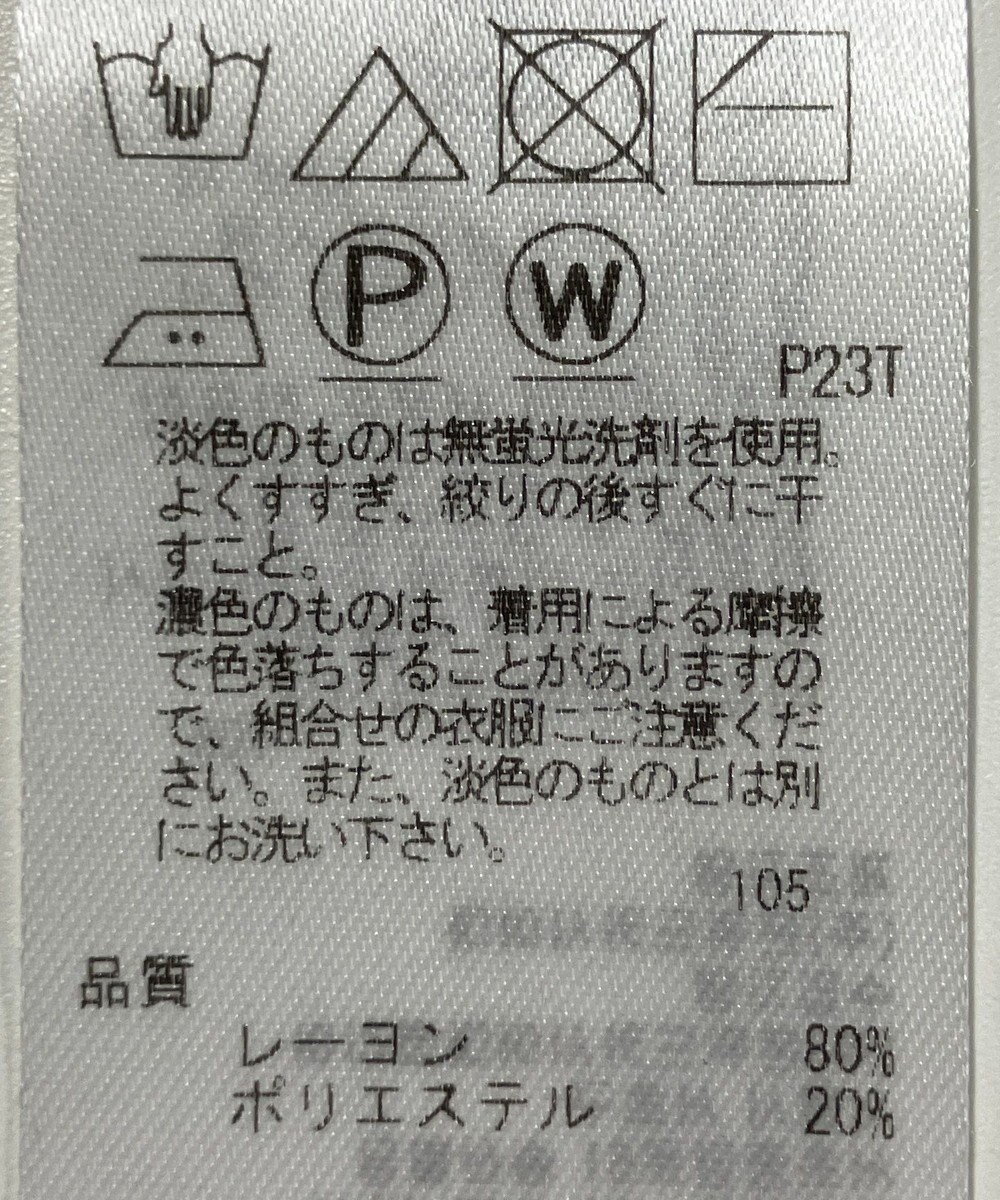 P
W
P23T
淡色のものは無蛍光洗剤を使用。
よくすすぎ、絞りの後すぐに干
すこと。
濃色のものは、着用による摩擦
で色落ちすることがありますの
で、組合せの衣服にご注意くだ
さい。また、淡色のものとは別
にお洗い下さい。
105
品質
レーヨン 80%
ポリエステル 20%